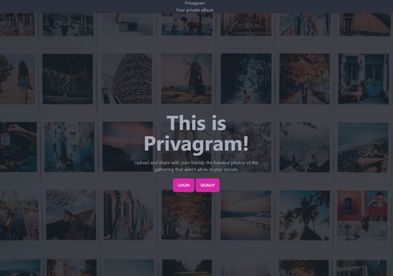 Privagram
Your private album
This is
Privagram!
Upload and share with your friends the funniest photos of the
gathering that aren't allow in your socials.
LOGIN
SIGNUP